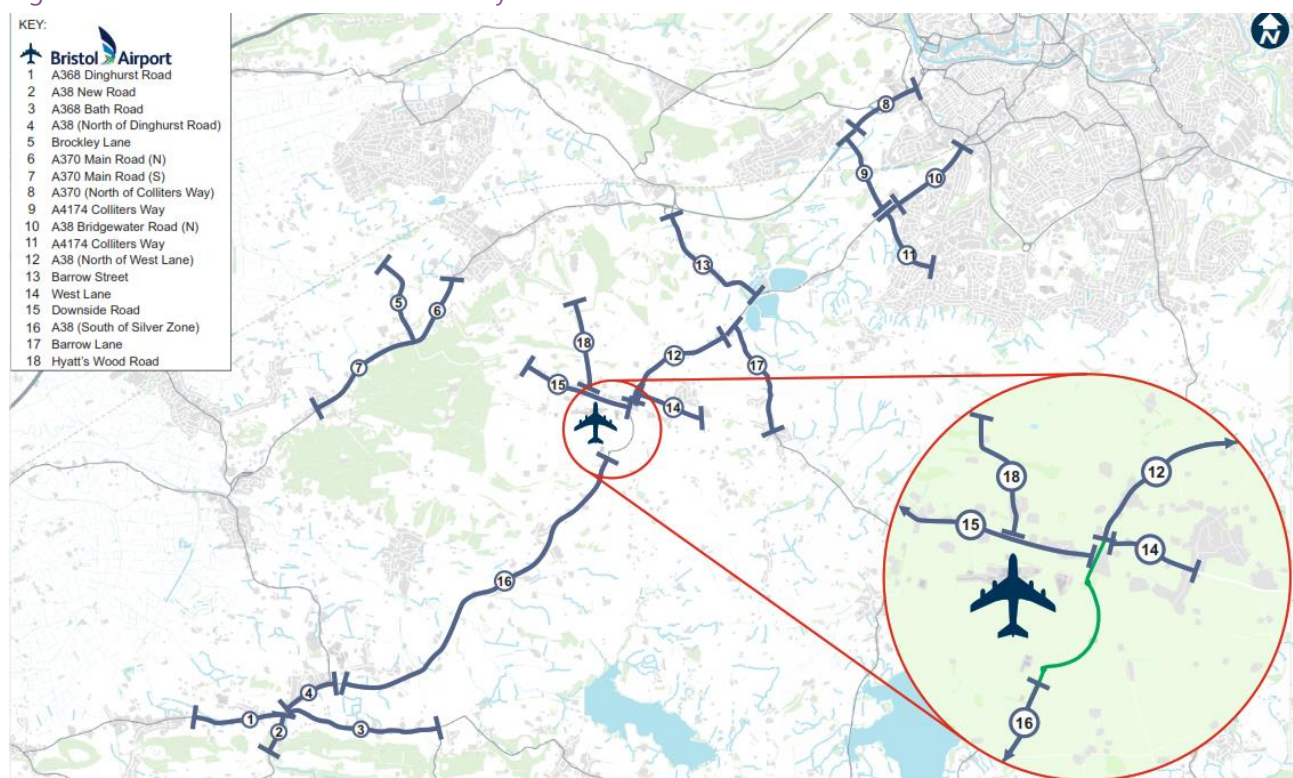 KEY:
Bristol Airport
1 A368 Dinghurst Road
2 A38 New Road
3 A368 Bath Road
4 A38 (North of Dinghurst Road)
5 Brockley Lane
6 A370 Main Road (N)
7 A370 Main Road (S)
8 A370 (North of Colliters Way)
9 A4174 Colliters Way
10 A38 Bridgewater Road (N)
11 A4174 Colliters Way
12 A38 (North of West Lane)
13 Barrow Street
14 West Lane
15 Downside Road
16 A38 (South of Silver Zone)
17 Barrow Lane
18 Hyatt's Wood Road
N
8
9
10
11
13
5
6
18
12
7
15
17
14
16
4
1
2
3
18
12
15
14
16